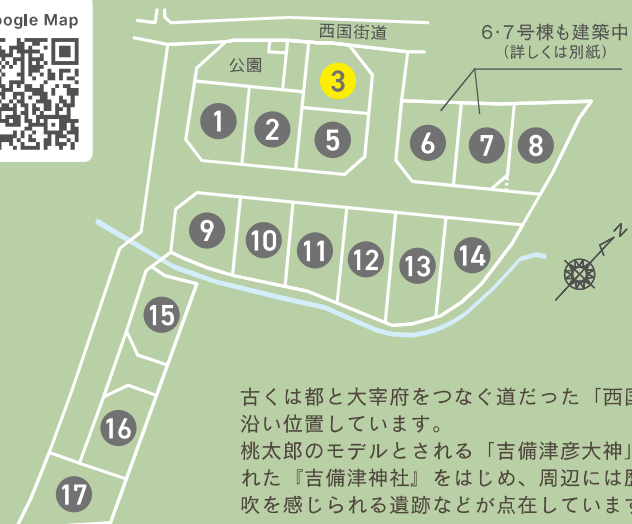 oogle Map
西国街道
6・7号棟も建築中
（詳しくは別紙）
公園
3
1
2
5
6
7
8
9
10
11
12
13
14
N
15
16
17
古くは都と大宰府をつなぐ道だった「西国
沿い位置しています。
桃太郎のモデルとされる「吉備津彦大神」
れた『吉備津神社』をはじめ、周辺には歴
吹を感じられる遺跡などが点在しています